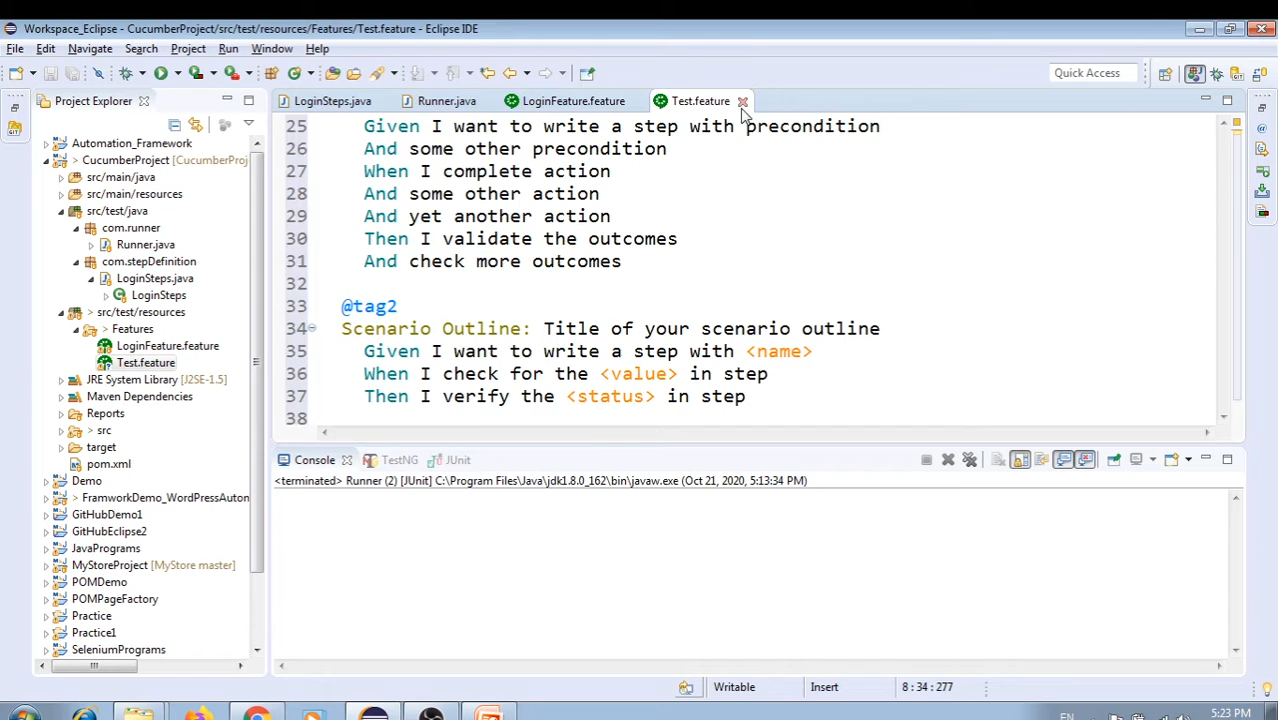 Workspace_Eclipse - CucumberProject/src/test/resources/Features/Test.feature - Eclipse IDE
File Edit Navigate Search Project Run Window Help
Quick Access
Project Explorer
LoginSteps.java Runner.java LoginFeature.feature Test.feature
Automation_Framework
> CucumberProject [CucumberProj
src/main/java
src/main/resources
src/test/java
com.runner
Runner.java
com.stepDefinition
LoginSteps.java
LoginSteps
src/test/resources
Features
LoginFeature.feature
Test.feature
JRE System Library [J2SE-1.5]
Maven Dependencies
Reports
> src
target
pom.xml
Demo
> FramworkDemo_WordPressAuton
GitHubDemo1
GitHubEclipse2
JavaPrograms
MyStoreProject [MyStore master]
POMDemo
POMPageFactory
Practice
Practice1
SeleniumPrograms
25 Given I want to write a step with precondition
26 And some other precondition
27 When I complete action
28 And some other action
29 And yet another action
30 Then I validate the outcomes
31 And check more outcomes
32
33 @tag2
34 Scenario Outline: Title of your scenario outline
35 Given I want to write a step with <name>
36 When I check for the <value> in step
37 Then I verify the <status> in step
38
Console TestNG JUnit
<terminated> Runner (2) [JUnit] C:\Program Files\Java\jdk1.8.0_162\bin\javaw.exe (Oct 21, 2020, 5:13:34 PM)
Writable Insert 8 : 34 : 277
EN 5:23 PM